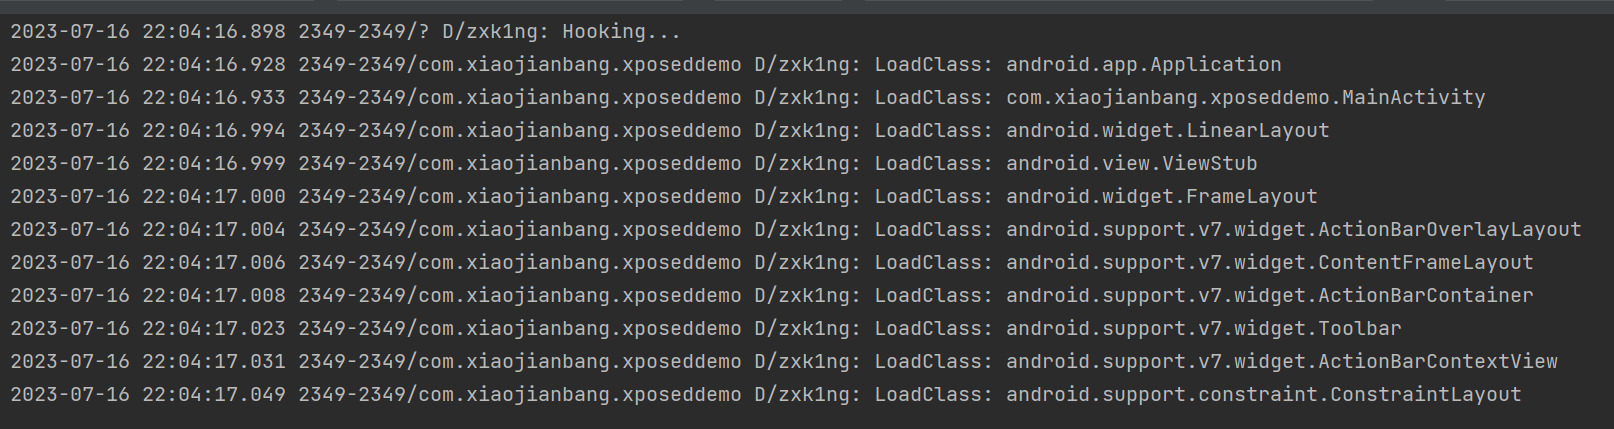 2023-07-16 22:04:16.898 2349-2349/? D/zxk1ng: Hooking...
2023-07-16 22:04:16.928 2349-2349/com.xiaojianbang.xposeddemo D/zxk1ng: LoadClass: android.app.Application
2023-07-16 22:04:16.933 2349-2349/com.xiaojianbang.xposeddemo D/zxk1ng: LoadClass: com.xiaojianbang.xposeddemo.MainActivity
2023-07-16 22:04:16.994 2349-2349/com.xiaojianbang.xposeddemo D/zxk1ng: LoadClass: android.widget.LinearLayout
2023-07-16 22:04:16.999 2349-2349/com.xiaojianbang.xposeddemo D/zxk1ng: LoadClass: android.view.ViewStub
2023-07-16 22:04:17.000 2349-2349/com.xiaojianbang.xposeddemo D/zxk1ng: LoadClass: android.widget.FrameLayout
2023-07-16 22:04:17.004 2349-2349/com.xiaojianbang.xposeddemo D/zxk1ng: LoadClass: android.support.v7.widget.ActionBarOverlayLayout
2023-07-16 22:04:17.006 2349-2349/com.xiaojianbang.xposeddemo D/zxk1ng: LoadClass: android.support.v7.widget.ContentFrameLayout
2023-07-16 22:04:17.008 2349-2349/com.xiaojianbang.xposeddemo D/zxk1ng: LoadClass: android.support.v7.widget.ActionBarContainer
2023-07-16 22:04:17.023 2349-2349/com.xiaojianbang.xposeddemo D/zxk1ng: LoadClass: android.support.v7.widget.Toolbar
2023-07-16 22:04:17.031 2349-2349/com.xiaojianbang.xposeddemo D/zxk1ng: LoadClass: android.support.v7.widget.ActionBarContextView
2023-07-16 22:04:17.049 2349-2349/com.xiaojianbang.xposeddemo D/zxk1ng: LoadClass: android.support.constraint.ConstraintLayout